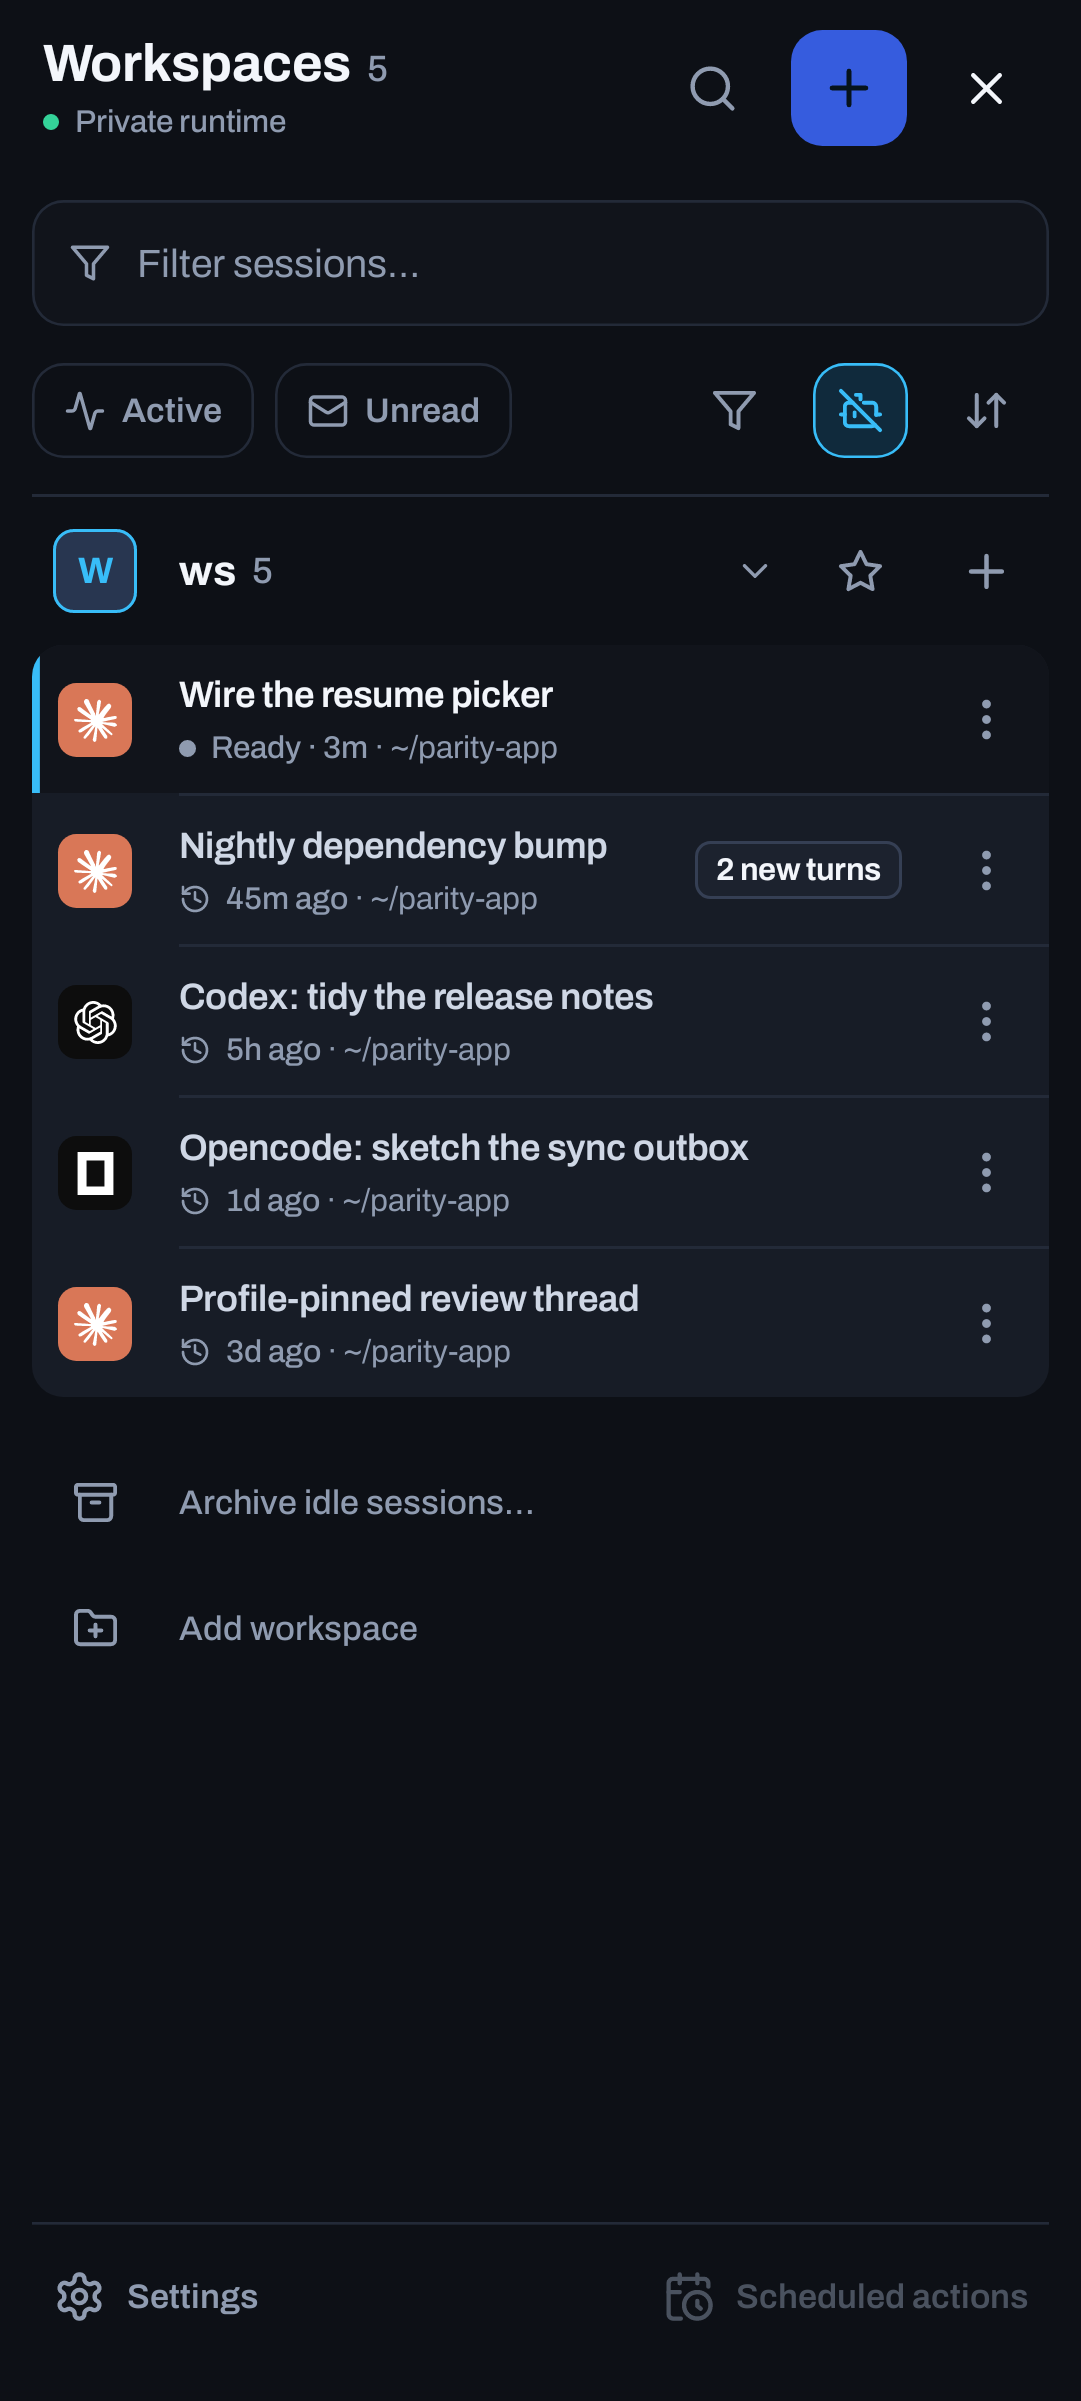 Workspaces 5
Private runtime
Filter sessions...
Active
Unread
W
ws 5
Wire the resume picker
Ready · 3m · ~/parity-app
Nightly dependency bump
2 new turns
45m ago · ~/parity-app
Codex: tidy the release notes
5h ago · ~/parity-app
Opencode: sketch the sync outbox
1d ago · ~/parity-app
Profile-pinned review thread
3d ago · ~/parity-app
Archive idle sessions...
Add workspace
Settings
Scheduled actions